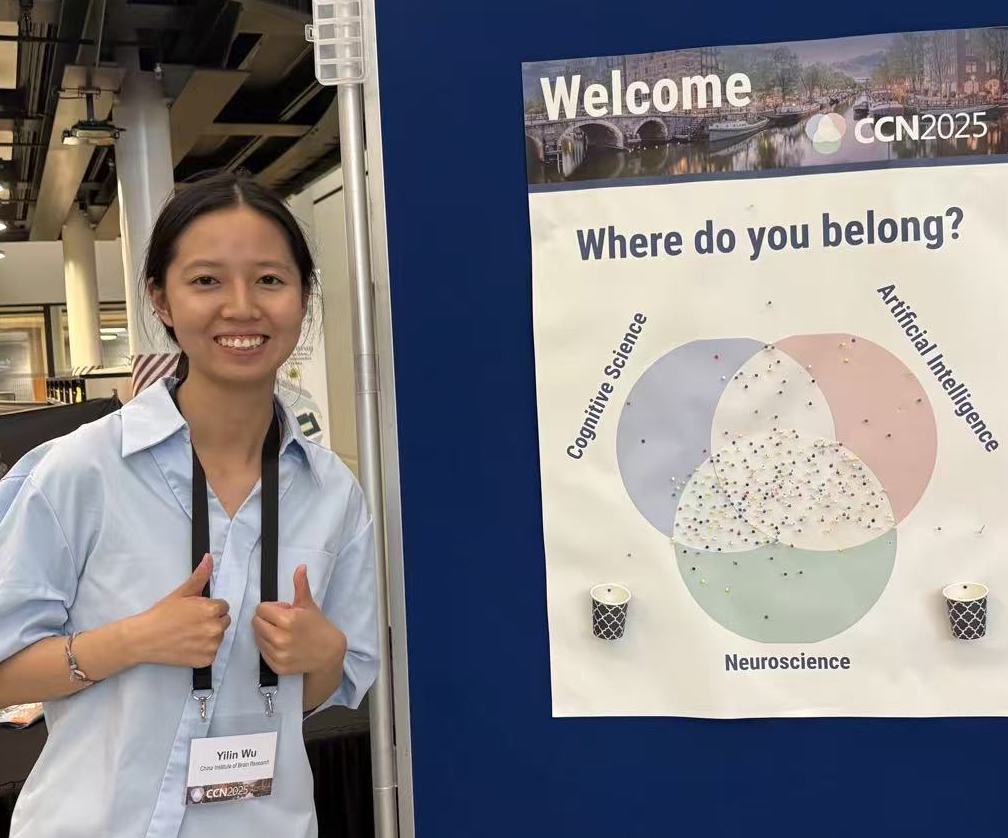 Welcome
CCN2025
Where do you belong?
Cognitive Science
Artificial Intelligence
Neuroscience
Yilin Wu
China Institute of Brain Research
CCN2025